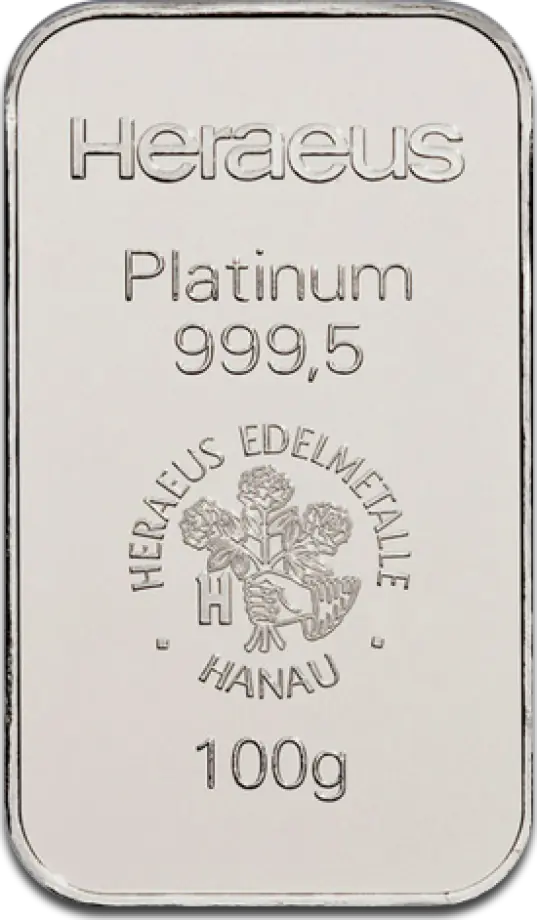 Heraeus
Platinum
999,5
HERAEUS EDELMETALLE
H
HANAU
100g